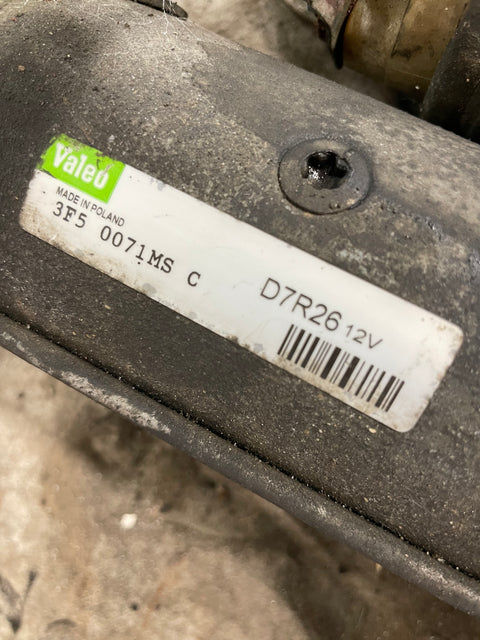 Valeo
MADE IN POLAND
3F5 0071MS C
D7R26 12V